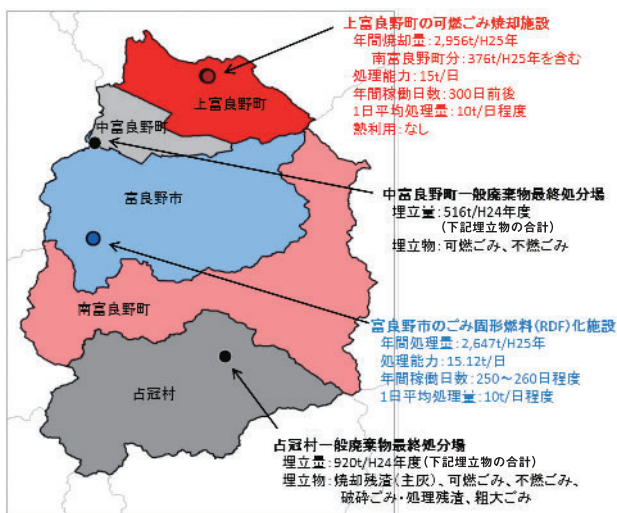 上富良野町の可燃ごみ焼却施設
年間焼却量:2,956t/H25年
南富良野町分:376t/H25年を含む
処理能力:15t/日
年間稼働日数:300日前後
1日平均処理量:10t/日程度
熱利用:なし
上富良野町
中富良野町
中富良野町一般廃棄物最終処分場
埋立量:516t/H24年度
(下記埋立物の合計)
埋立物:可燃ごみ、不燃ごみ
富良野市
南富良野町
富良野市のごみ固形燃料(RDF)化施設
年間処理量:2,647t/H25年
処理能力:15.12t/日
年間稼働日数:250~260日程度
1日平均処理量:10t/日程度
占冠村
占冠村一般廃棄物最終処分場
埋立量:920t/H24年度(下記埋立物の合計)
埋立物:焼却残渣(主灰)、可燃ごみ、不燃ごみ、
破砕ごみ・処理残渣、粗大ごみ